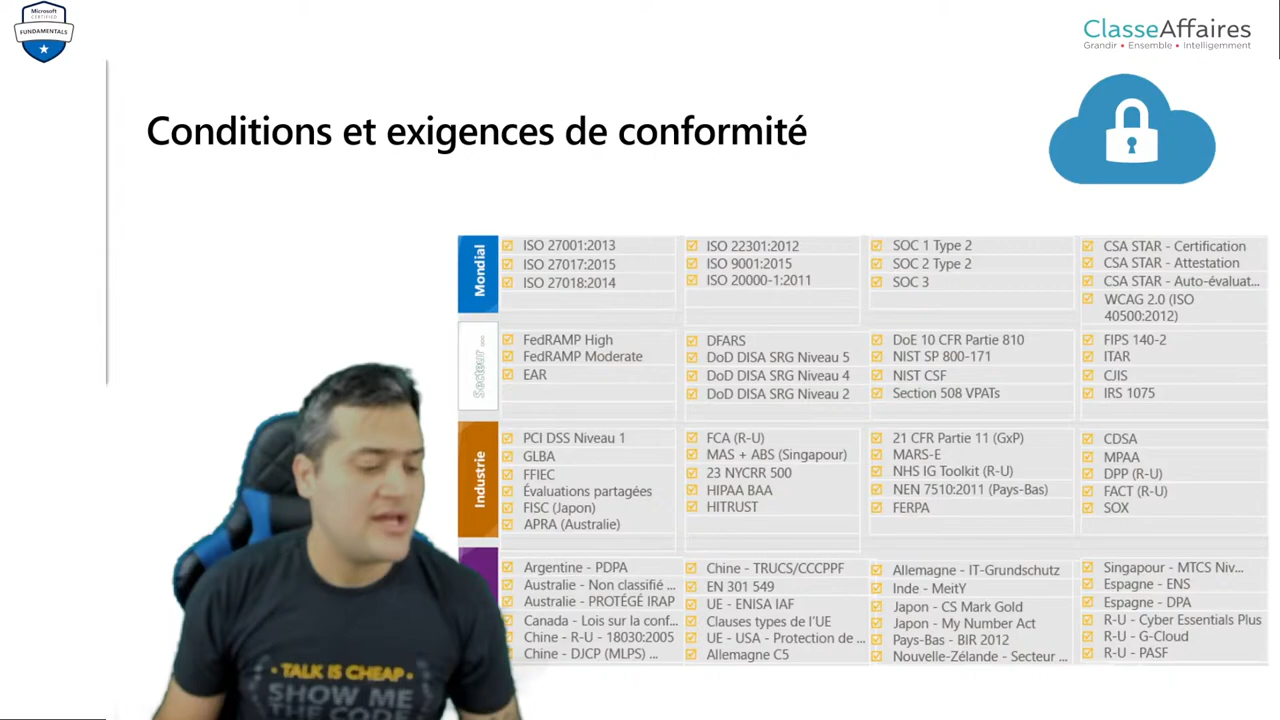 Microsoft
CERTIFIED
FUNDAMENTALS
ClasseAffaires
Grandir • Ensemble • Intelligemment
Conditions et exigences de conformité
Mondial
ISO 27001:2013
ISO 27017:2015
ISO 27018:2014
ISO 22301:2012
ISO 9001:2015
ISO 20000-1:2011
SOC 1 Type 2
SOC 2 Type 2
SOC 3
CSA STAR - Certification
CSA STAR - Attestation
CSA STAR - Auto-évaluat...
WCAG 2.0 (ISO
40500:2012)
Secteur ...
FedRAMP High
FedRAMP Moderate
EAR
DFARS
DoD DISA SRG Niveau 5
DoD DISA SRG Niveau 4
DoD DISA SRG Niveau 2
DoE 10 CFR Partie 810
NIST SP 800-171
NIST CSF
Section 508 VPATs
FIPS 140-2
ITAR
CJIS
IRS 1075
Industrie
PCI DSS Niveau 1
GLBA
FFIEC
Évaluations partagées
FISC (Japon)
APRA (Australie)
FCA (R-U)
MAS + ABS (Singapour)
23 NYCRR 500
HIPAA BAA
HITRUST
21 CFR Partie 11 (GxP)
MARS-E
NHS IG Toolkit (R-U)
NEN 7510:2011 (Pays-Bas)
FERPA
CDSA
MPAA
DPP (R-U)
FACT (R-U)
SOX
Argentine - PDPA
Australie - Non classifié ...
Australie - PROTÉGÉ IRAP
Canada - Lois sur la conf...
Chine - R-U - 18030:2005
Chine - DJCP (MLPS) ...
Chine - TRUCS/CCCPPF
EN 301 549
UE - ENISA IAF
Clauses types de l'UE
UE - USA - Protection de ...
Allemagne C5
Allemagne - IT-Grundschutz
Inde - MeitY
Japon - CS Mark Gold
Japon - My Number Act
Pays-Bas - BIR 2012
Nouvelle-Zélande - Secteur ...
Singapour - MTCS Niv...
Espagne - ENS
Espagne - DPA
R-U - Cyber Essentials Plus
R-U - G-Cloud
R-U - PASF
TALK IS CHEAP
SHOW ME
THE CODE